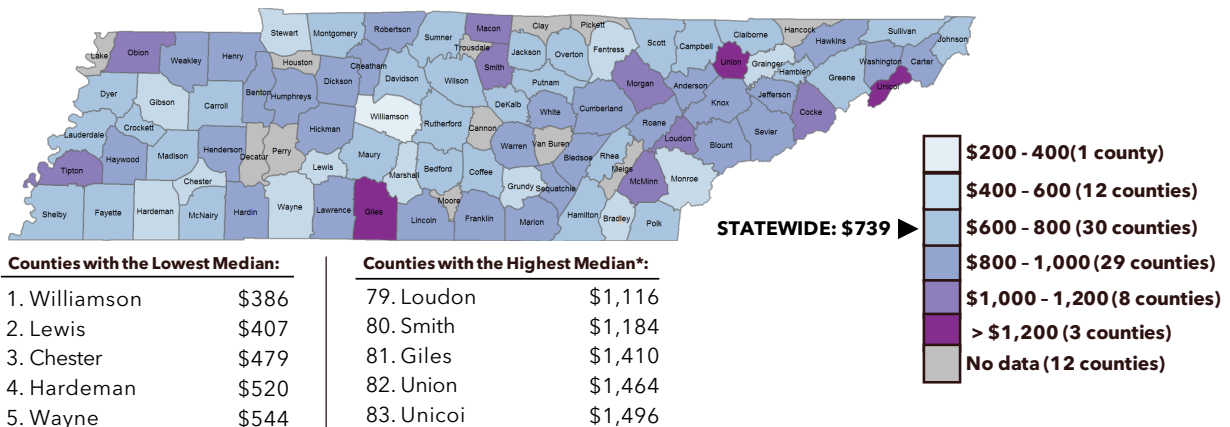 Stewart
Montgomery
Robertson
Sumner
Macon
Clay
Pickett
Trousdale
Smith
Jackson
Overton
Fentress
Scott
Campbell
Claiborne
Hancock
Hawkins
Sullivan
Johnson
Lake
Obion
Weakley
Henry
Houston
Cheatham
Davidson
Wilson
Putnam
Morgan
Anderson
Union
Grainger
Hamblen
Greene
Washington
Carter
Unicoi
Dyer
Gibson
Carroll
Benton
Humphreys
Dickson
Williamson
Rutherford
DeKalb
White
Cumberland
Roane
Knox
Jefferson
Cocke
Sevier
Lauderdale
Crockett
Haywood
Madison
Henderson
Decatur
Perry
Hickman
Cannon
Warren
Van Buren
Bledsoe
Rhea
Loudon
Blount
Tipton
Chester
Lewis
Maury
Marshall
Bedford
Coffee
Grundy
Sequatchie
Meigs
McMinn
Monroe
Shelby
Fayette
Hardeman
McNairy
Hardin
Wayne
Lawrence
Giles
Lincoln
Moore
Franklin
Marion
Hamilton
Bradley
Polk
STATEWIDE: $739
$200 - 400(1 county)
$400 - 600 (12 counties)
$600 - 800 (30 counties)
$800 - 1,000 (29 counties)
$1,000 - 1,200 (8 counties)
> $1,200 (3 counties)
No data (12 counties)
Counties with the Lowest Median:
1. Williamson $386
2. Lewis $407
3. Chester $479
4. Hardeman $520
5. Wayne $544
Counties with the Highest Median*:
79. Loudon $1,116
80. Smith $1,184
81. Giles $1,410
82. Union $1,464
83. Unicoi $1,496